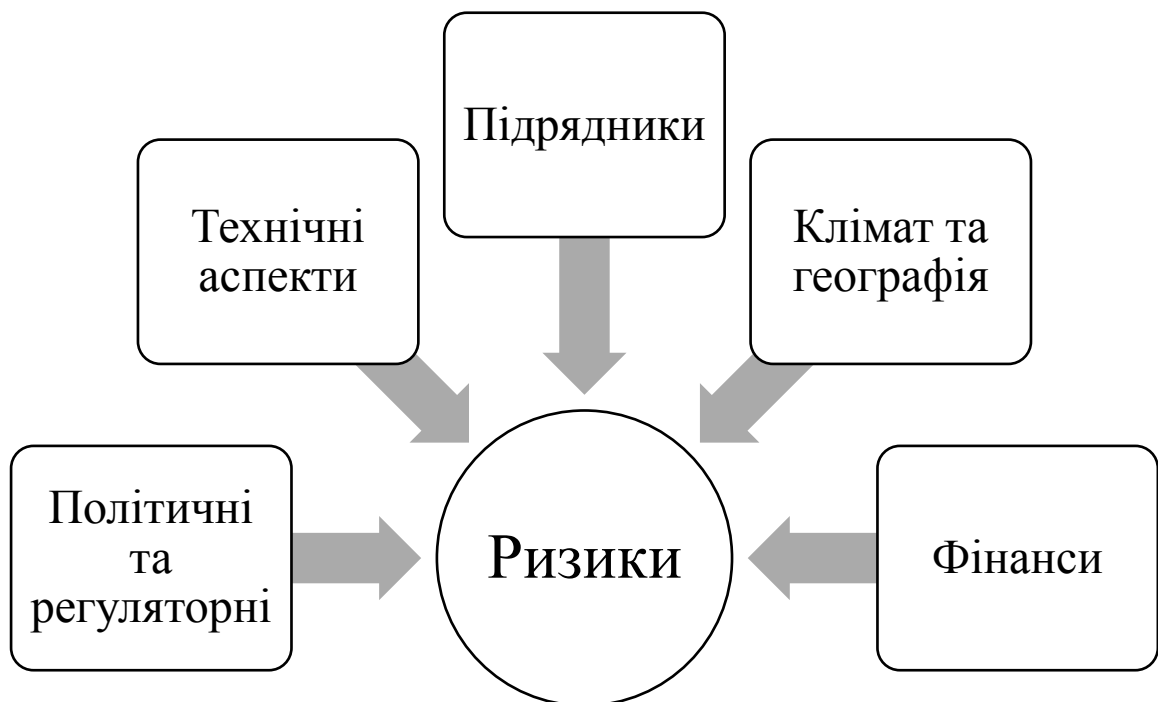 Підрядники
Технічні
аспекти
Клімат та
географія
Політичні
та
регуляторні
Ризики
Фінанси